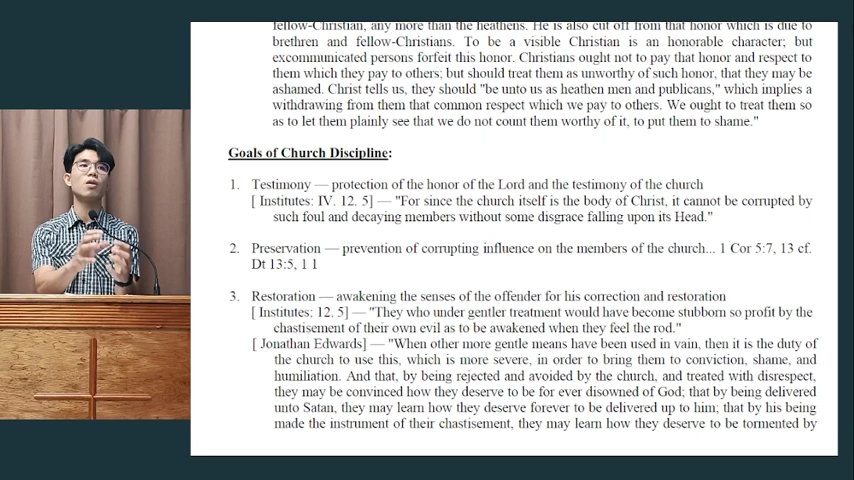 fellow-Christian, any more than the heathens. He is also cut off from that honor which is due to
brethren and fellow-Christians. To be a visible Christian is an honorable character; but
excommunicated persons forfeit this honor. Christians ought not to pay that honor and respect to
them which they pay to others; but should treat them as unworthy of such honor, that they may be
ashamed. Christ tells us, they should "be unto us as heathen men and publicans," which implies a
withdrawing from them that common respect which we pay to others. We ought to treat them so
as to let them plainly see that we do not count them worthy of it, to put them to shame."
Goals of Church Discipline:
1. Testimony — protection of the honor of the Lord and the testimony of the church
[ Institutes: IV. 12. 5] — "For since the church itself is the body of Christ, it cannot be corrupted by
such foul and decaying members without some disgrace falling upon its Head."
2. Preservation — prevention of corrupting influence on the members of the church... 1 Cor 5:7, 13 cf.
Dt 13:5, 1 1
3. Restoration — awakening the senses of the offender for his correction and restoration
[ Institutes: 12. 5] — "They who under gentler treatment would have become stubborn so profit by the
chastisement of their own evil as to be awakened when they feel the rod."
[ Jonathan Edwards] — "When other more gentle means have been used in vain, then it is the duty of
the church to use this, which is more severe, in order to bring them to conviction, shame, and
humiliation. And that, by being rejected and avoided by the church, and treated with disrespect,
they may be convinced how they deserve to be for ever disowned of God; that by being delivered
unto Satan, they may learn how they deserve forever to be delivered up to him; that by his being
made the instrument of their chastisement, they may learn how they deserve to be tormented by